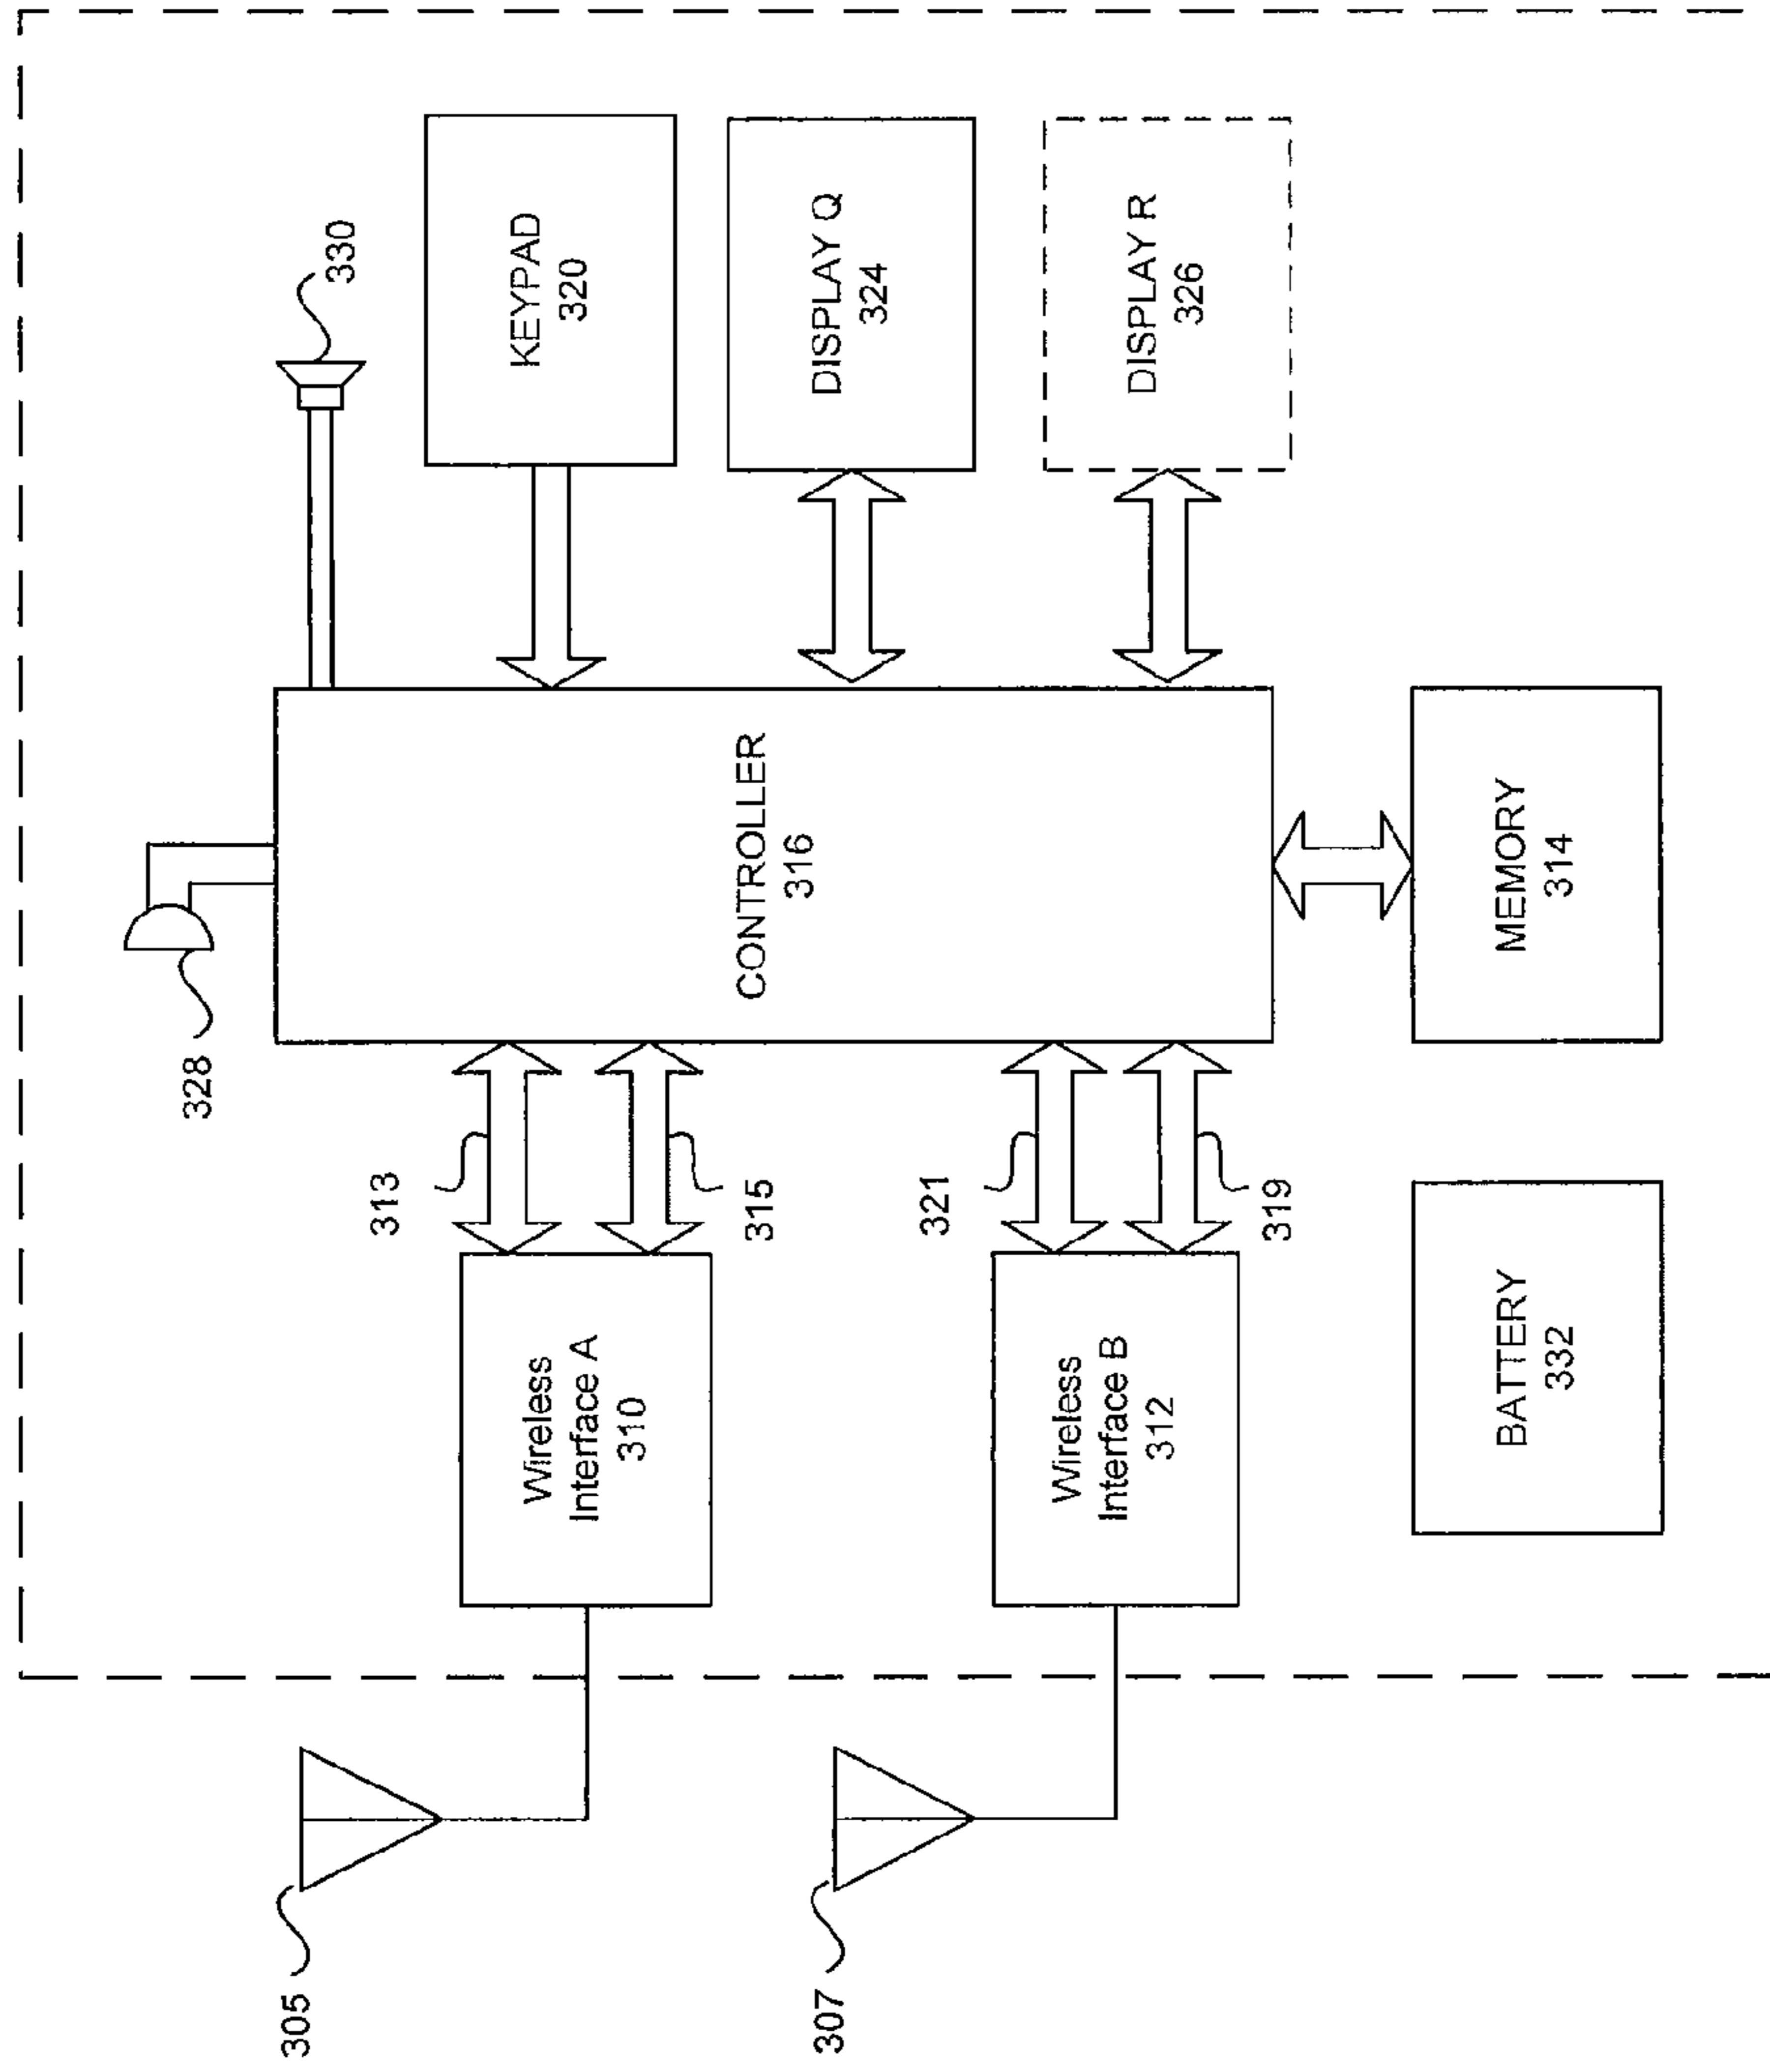 328
330
313
315
321
319
305
307
Wireless
Interface A
310
Wireless
Interface B
312
CONTROLLER
316
KEYPAD
320
DISPLAY Q
324
DISPLAY R
326
MEMORY
314
BATTERY
332